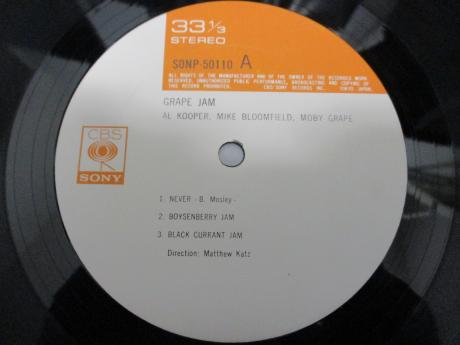 33 1/3
STEREO
SONP-50110 A
ALL RIGHTS OF THE MANUFACTURER AND OF THE OWNER OF THE RECORDED WORK
RESERVED. UNAUTHORIZED PUBLIC PERFORMANCE, BROADCASTING AND COPYING OF
THIS RECORD PROHIBITED. CBS/SONY RECORDS INC. TOKYO JAPAN.
GRAPE JAM
AL KOOPER, MIKE BLOOMFIELD, MOBY GRAPE
CBS
SONY
1. NEVER -B. Mosley-
2. BOYSENBERRY JAM
3. BLACK CURRANT JAM
Direction: Matthew Katz